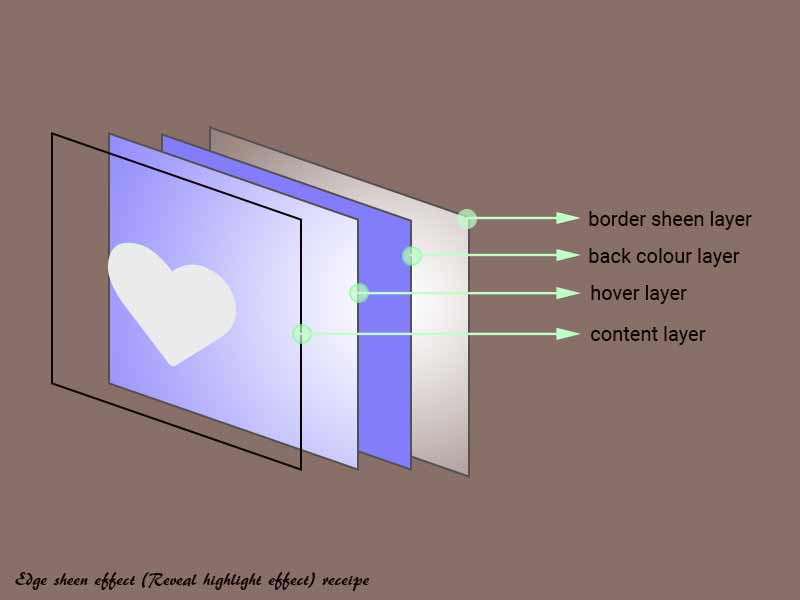 border sheen layer
back colour layer
hover layer
content layer
Edge sheen effect (Reveal highlight effect) receipe